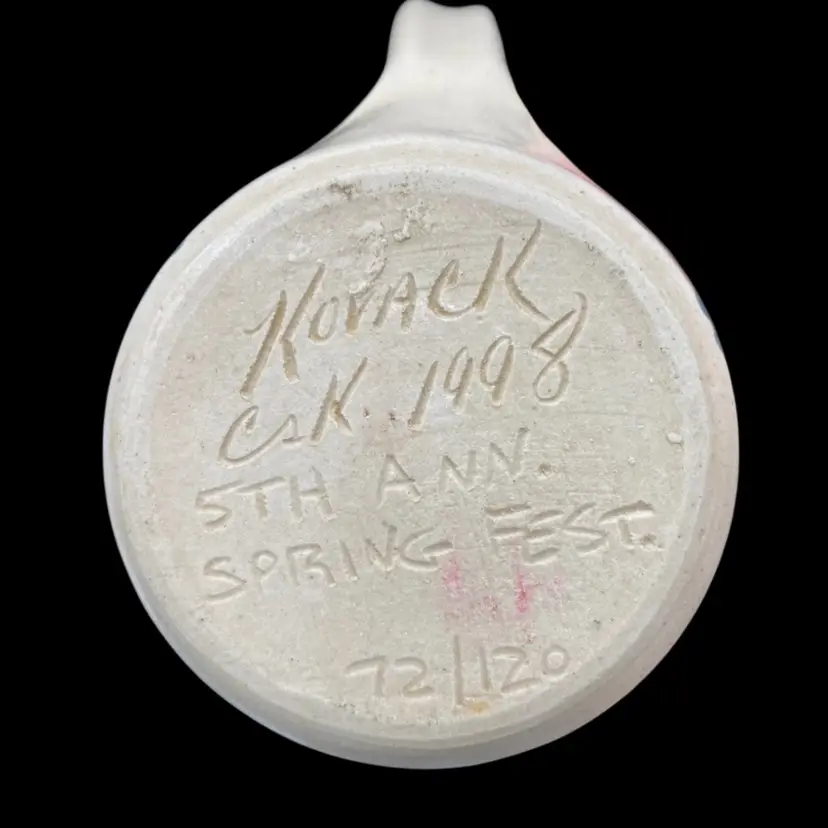 KOVACK
CSK 1998
5TH ANN.
SPRING FEST.
72/120